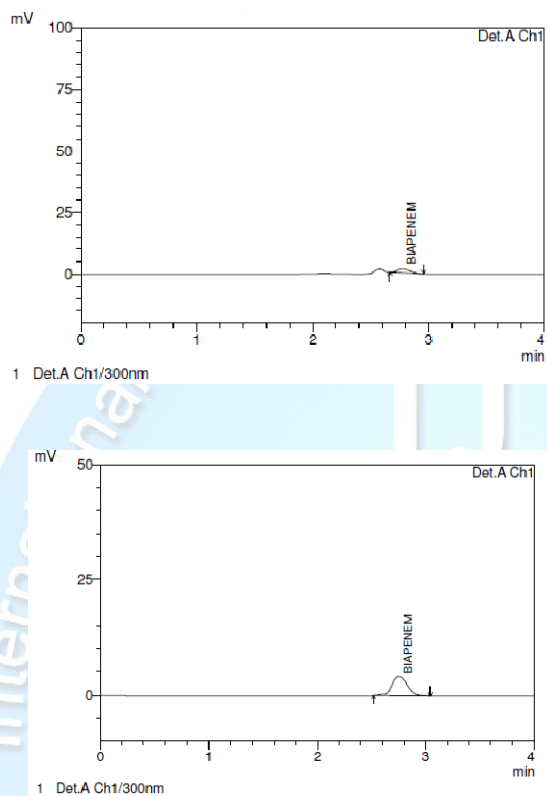 mV
100
Det.A Ch1
75
50
25
BIAPENEM
0
0 1 2 3 4
min
1 Det.A Ch1/300nm
mV
50
Det.A Ch1
25
BIAPENEM
0
0 1 2 3 4
min
1 Det.A Ch1/300nm